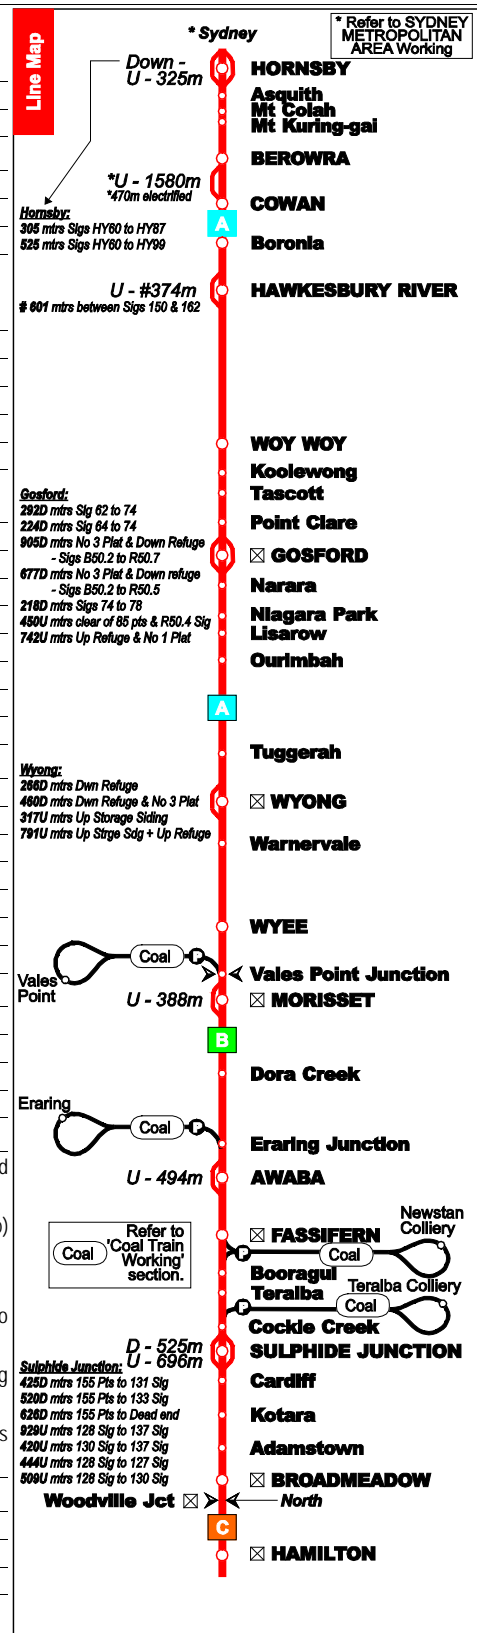 * Sydney
* Refer to SYDNEY
METROPOLITAN
AREA Working
Line Map
Down -
U - 325m
HORNSBY
Asquith
Mt Colah
Mt Kuring-gai
BEROWRA
*U - 1580m
*470m electrified
COWAN
Hornsby:
305 mtrs Sigs HY60 to HY87
525 mtrs Sigs HY60 to HY99
A
Boronia
U - #374m
# 601 mtrs between Sigs 150 & 162
HAWKESBURY RIVER
WOY WOY
Koolewong
Tascott
Point Clare
GOSFORD
Narara
Niagara Park
Lisarow
Ourimbah
Gosford:
292D mtrs Sig 62 to 74
224D mtrs Sig 64 to 74
905D mtrs No 3 Plat & Down Refuge
- Sigs B50.2 to R50.7
677D mtrs No 3 Plat & Down refuge
- Sigs B50.2 to R50.5
218D mtrs Sigs 74 to 78
450U mtrs clear of 85 pts & R50.4 Sig
742U mtrs Up Refuge & No 1 Plat
A
Tuggerah
Wyong:
266D mtrs Dwn Refuge
460D mtrs Dwn Refuge & No 3 Plat
317U mtrs Up Storage Siding
791U mtrs Up Strge Sdg + Up Refuge
WYONG
Warnervale
WYEE
Coal
P
Vales
Point
Vales Point Junction
U - 388m
MORISSET
B
Dora Creek
Eraring
Coal
P
Eraring Junction
U - 494m
AWABA
d
Refer to
'Coal Train
Working'
section.
Coal
FASSIFERN
Newstan
Colliery
P
Coal
Booragul
Teralba
Teralba Colliery
P
Coal
Cockle Creek
o)
o
g
s
D - 525m
U - 696m
SULPHIDE JUNCTION
Sulphide Junction:
425D mtrs 155 Pts to 131 Sig
520D mtrs 155 Pts to 133 Sig
626D mtrs 155 Pts to Dead end
929U mtrs 128 Sig to 137 Sig
420U mtrs 130 Sig to 137 Sig
444U mtrs 128 Sig to 127 Sig
509U mtrs 128 Sig to 130 Sig
Cardiff
Kotara
Adamstown
BROADMEADOW
Woodville Jct
North
C
HAMILTON